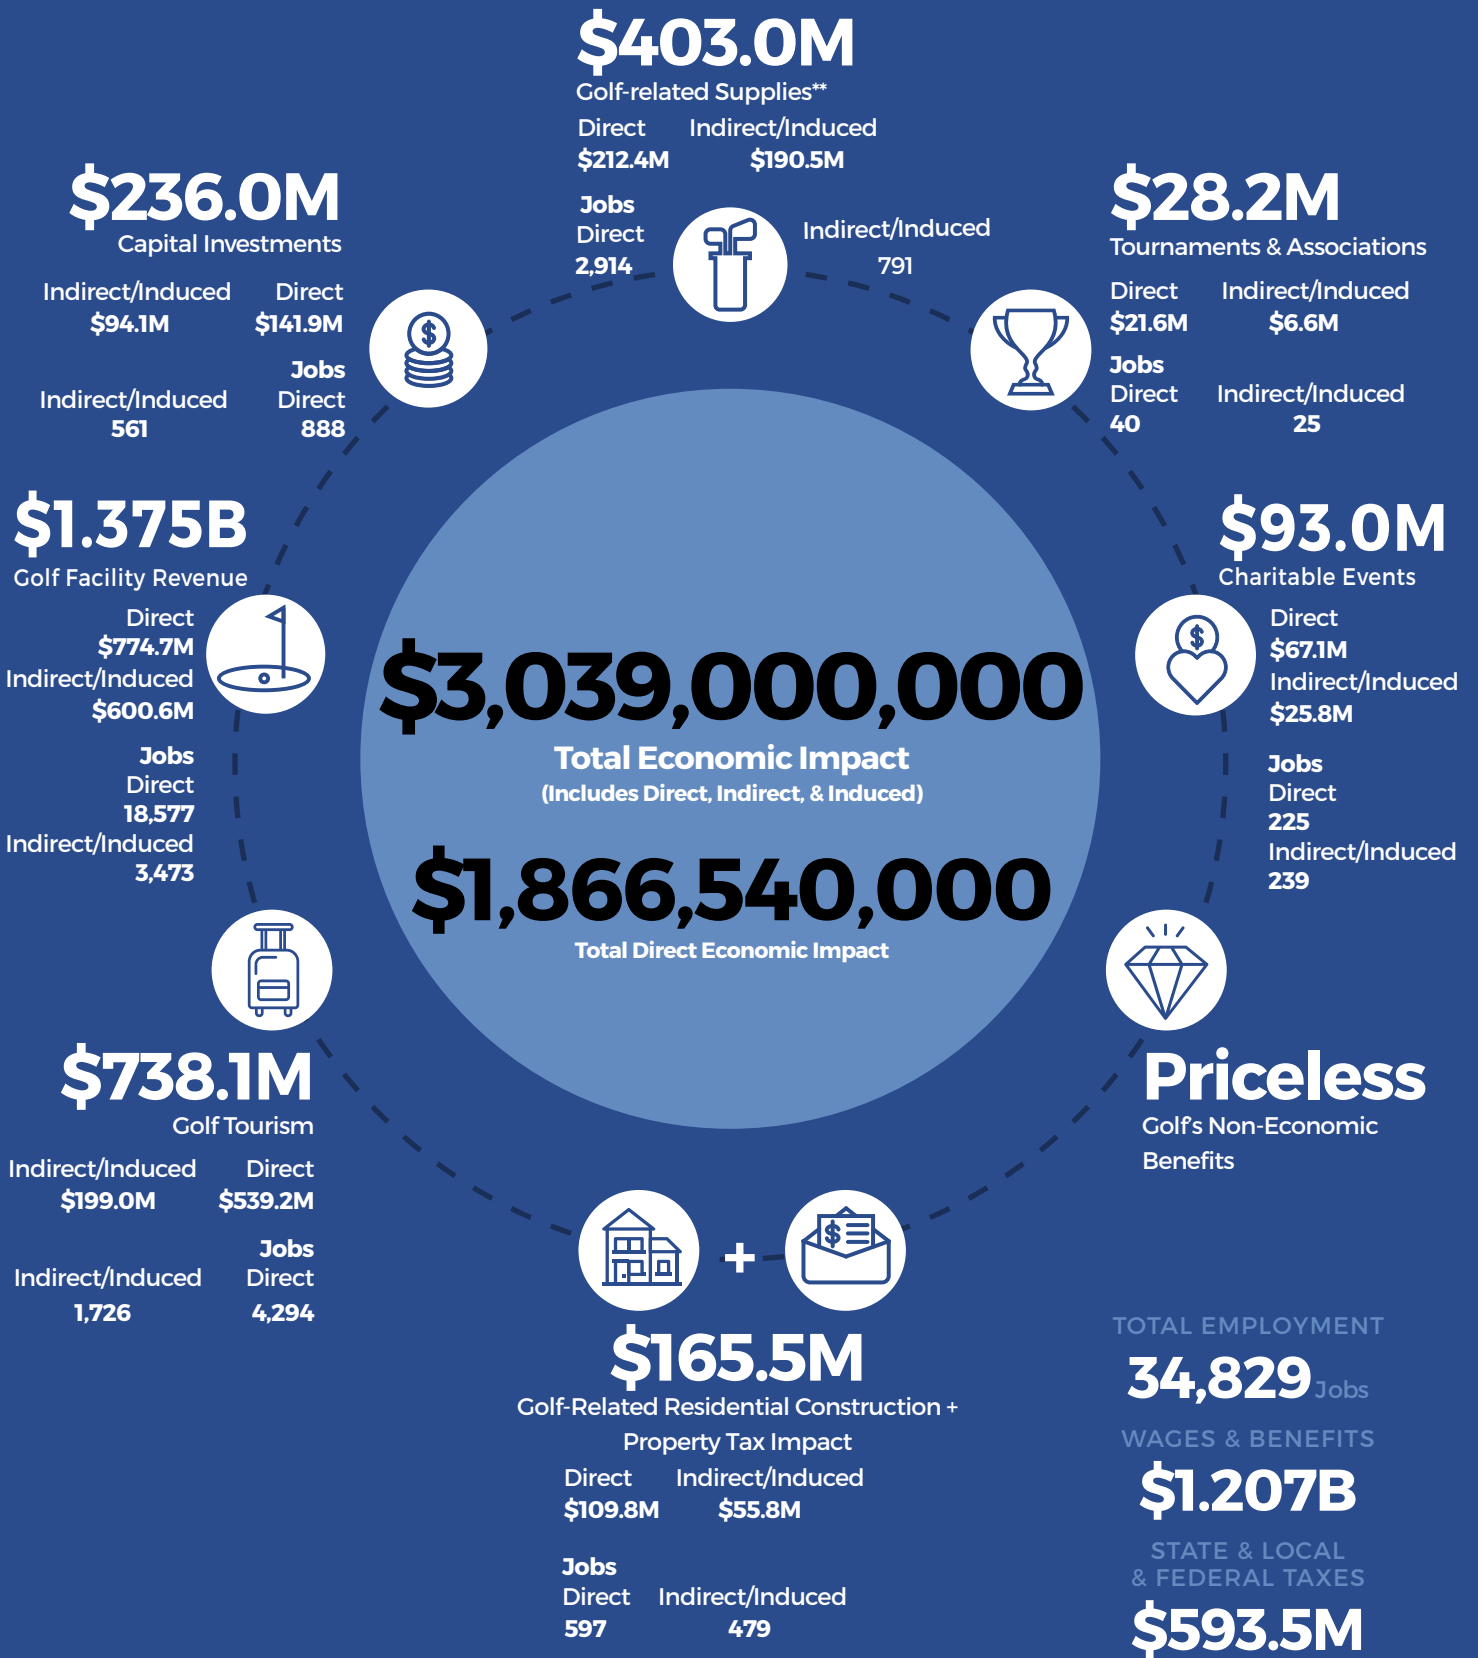 $403.0M
Golf-related Supplies**
Direct Indirect/Induced
$212.4M $190.5M
Jobs
Direct Indirect/Induced
2,914 791
$236.0M
Capital Investments
Indirect/Induced Direct
$94.1M $141.9M
Jobs
Indirect/Induced Direct
561 888
$28.2M
Tournaments & Associations
Direct Indirect/Induced
$21.6M $6.6M
Jobs
Direct Indirect/Induced
40 25
$1.375B
Golf Facility Revenue
Direct
$774.7M
Indirect/Induced
$600.6M
Jobs
Direct
18,577
Indirect/Induced
3,473
$93.0M
Charitable Events
Direct
$67.1M
Indirect/Induced
$25.8M
Jobs
Direct
225
Indirect/Induced
239
$3,039,000,000
Total Economic Impact
(Includes Direct, Indirect, & Induced)
$1,866,540,000
Total Direct Economic Impact
$738.1M
Golf Tourism
Indirect/Induced Direct
$199.0M $539.2M
Jobs
Indirect/Induced Direct
1,726 4,294
Priceless
Golf's Non-Economic
Benefits
+
$165.5M
Golf-Related Residential Construction +
Property Tax Impact
Direct Indirect/Induced
$109.8M $55.8M
Jobs
Direct Indirect/Induced
597 479
TOTAL EMPLOYMENT
34,829 Jobs
WAGES & BENEFITS
$1.207B
STATE & LOCAL
& FEDERAL TAXES
$593.5M